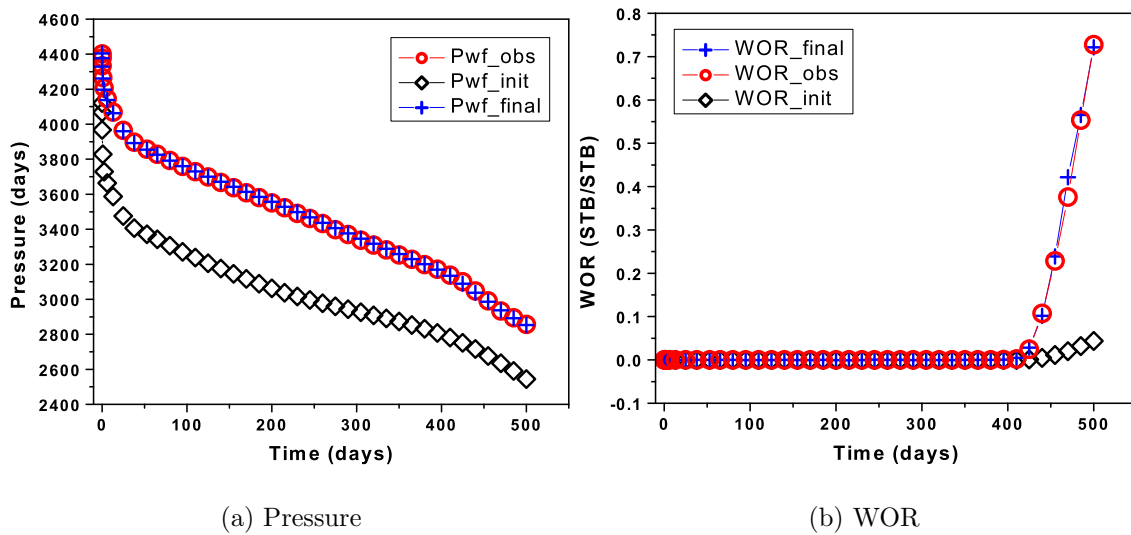 4600
4400
4200
4000
3800
3600
3400
3200
3000
2800
2600
2400
Pressure (days)
0 100 200 300 400 500
Time (days)
Pwf_obs
Pwf_init
Pwf_final
(a) Pressure
0.8
0.7
0.6
0.5
0.4
0.3
0.2
0.1
0.0
-0.1
WOR (STB/STB)
0 100 200 300 400 500
Time (days)
WOR_final
WOR_obs
WOR_init
(b) WOR